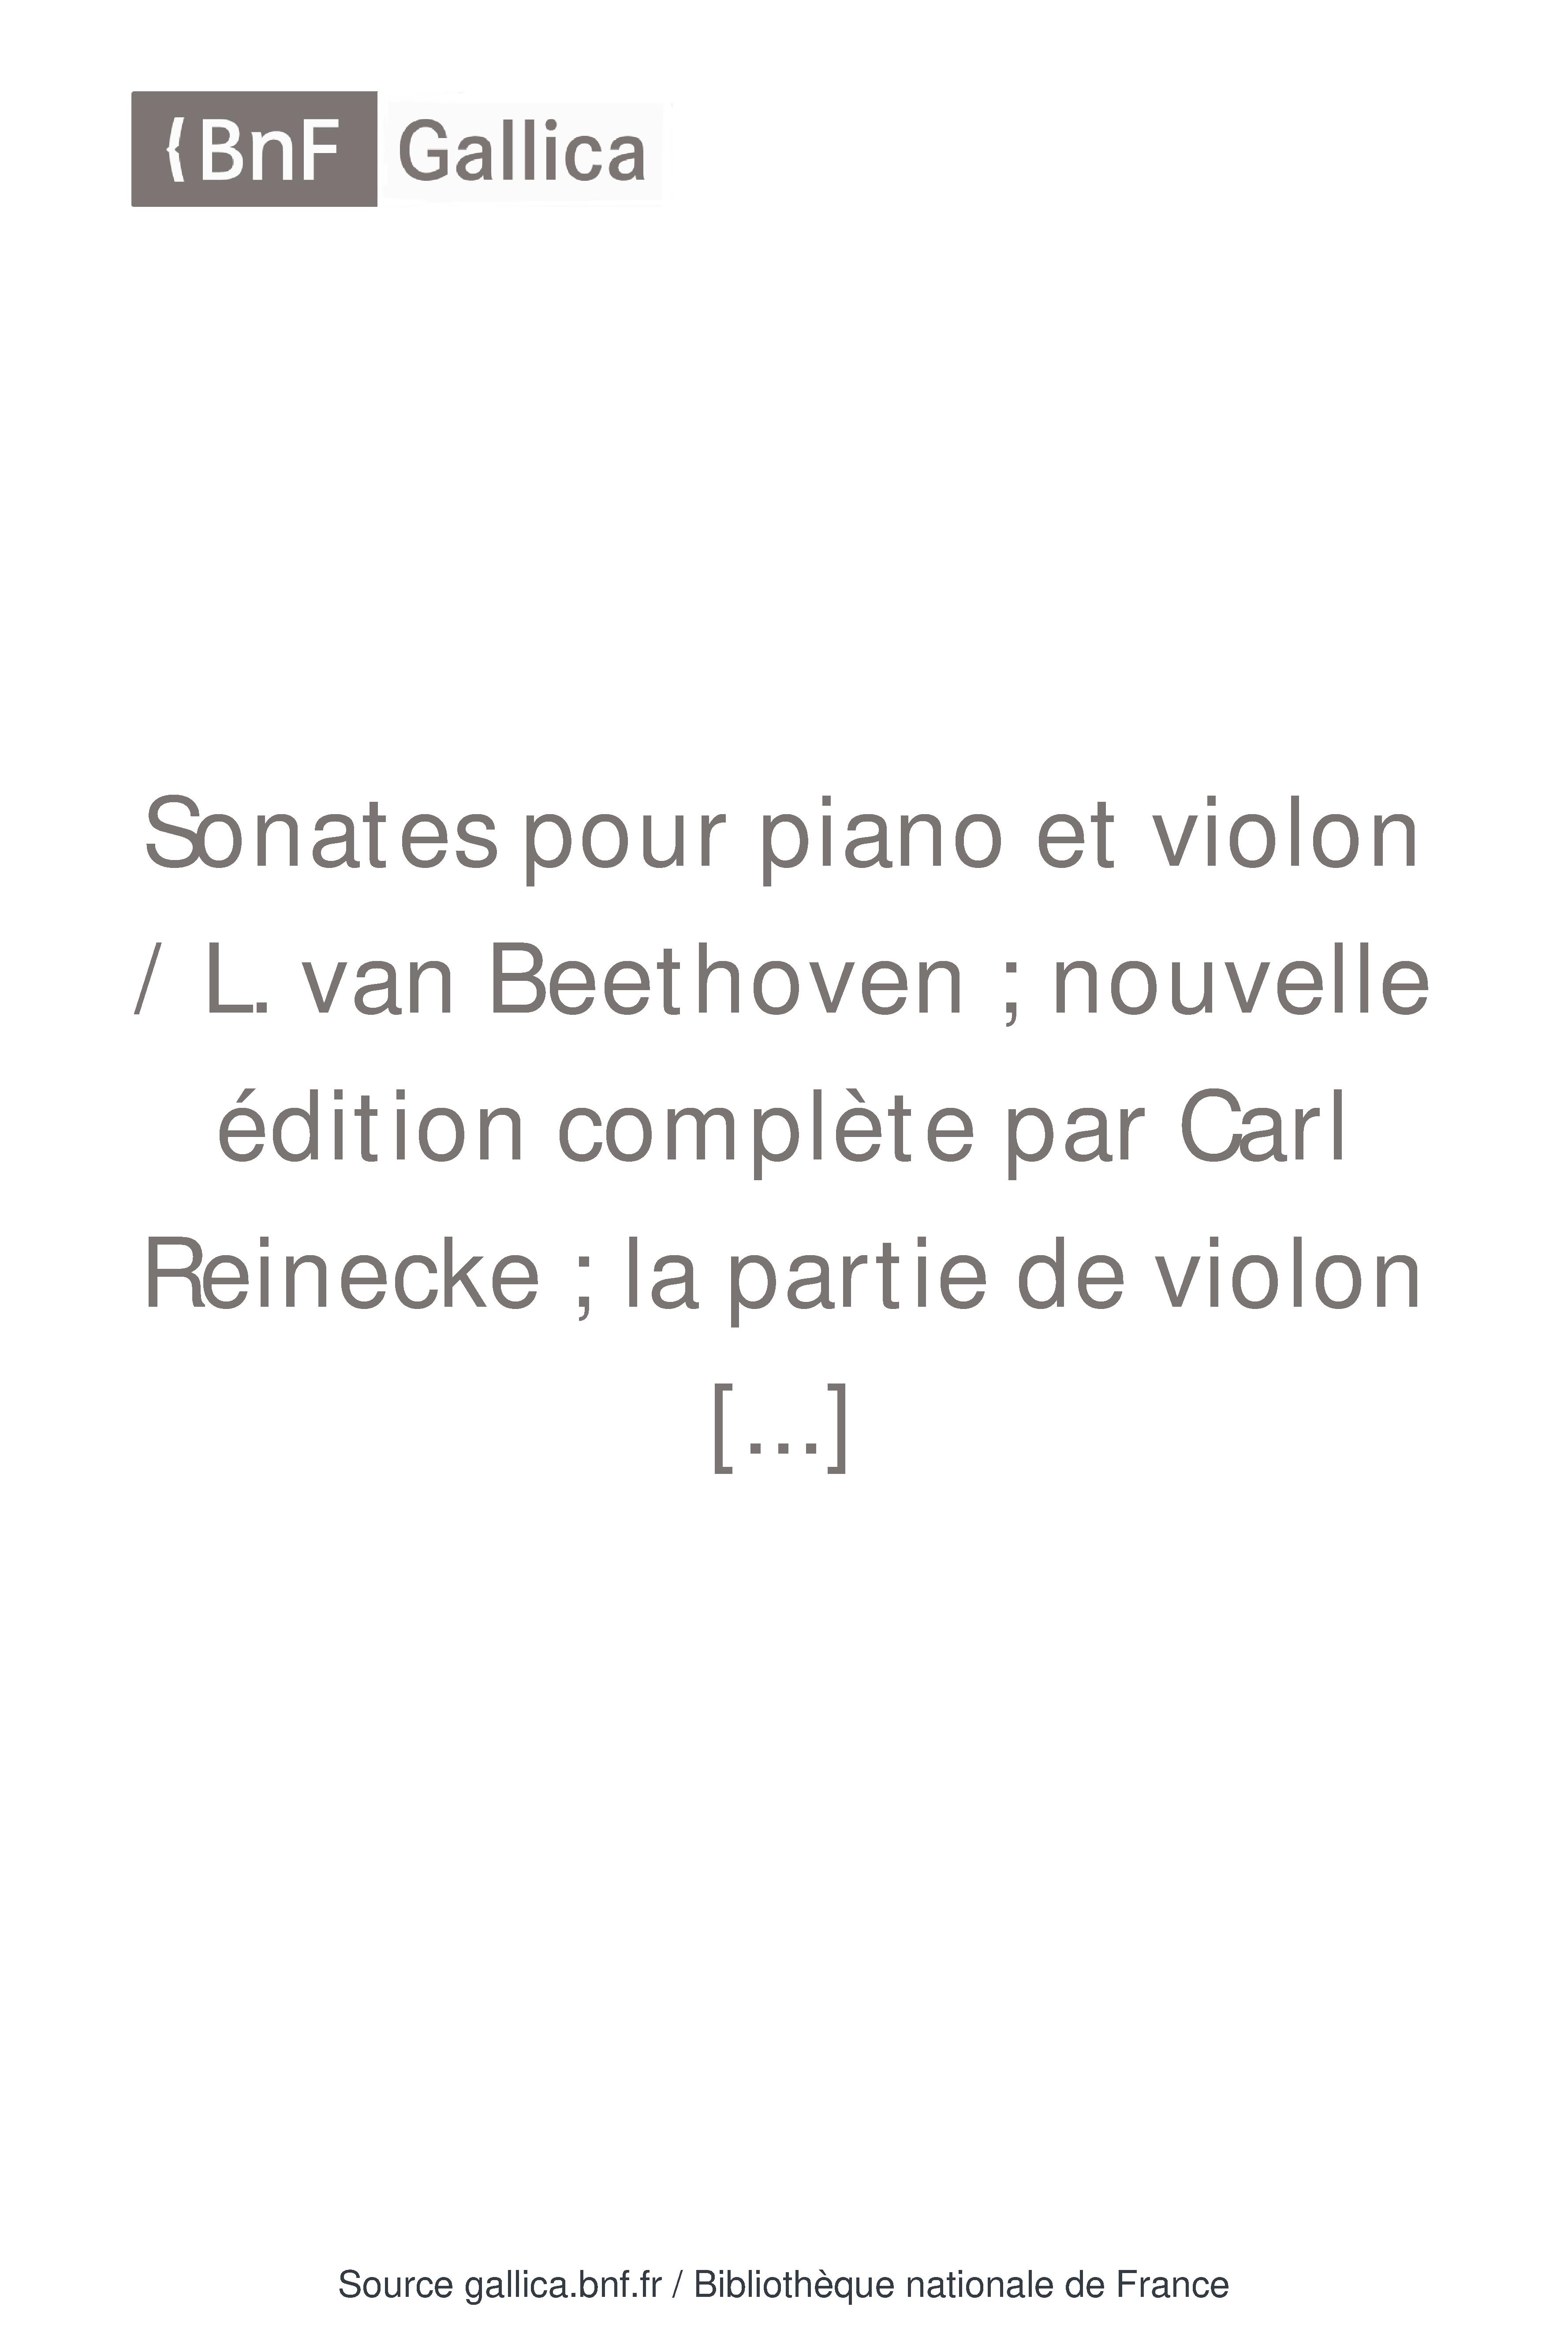 {BnF Gallica
Sonates pour piano et violon
/ L. van Beethoven ; nouvelle
édition complète par Carl
Reinecke ; la partie de violon
[...]
Source gallica.bnf.fr / Bibliothèque nationale de France